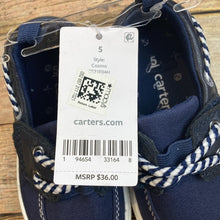 5
Style:
Cosmo
carters.com
1 94654 33164 8
MSRP $36.00
carter's